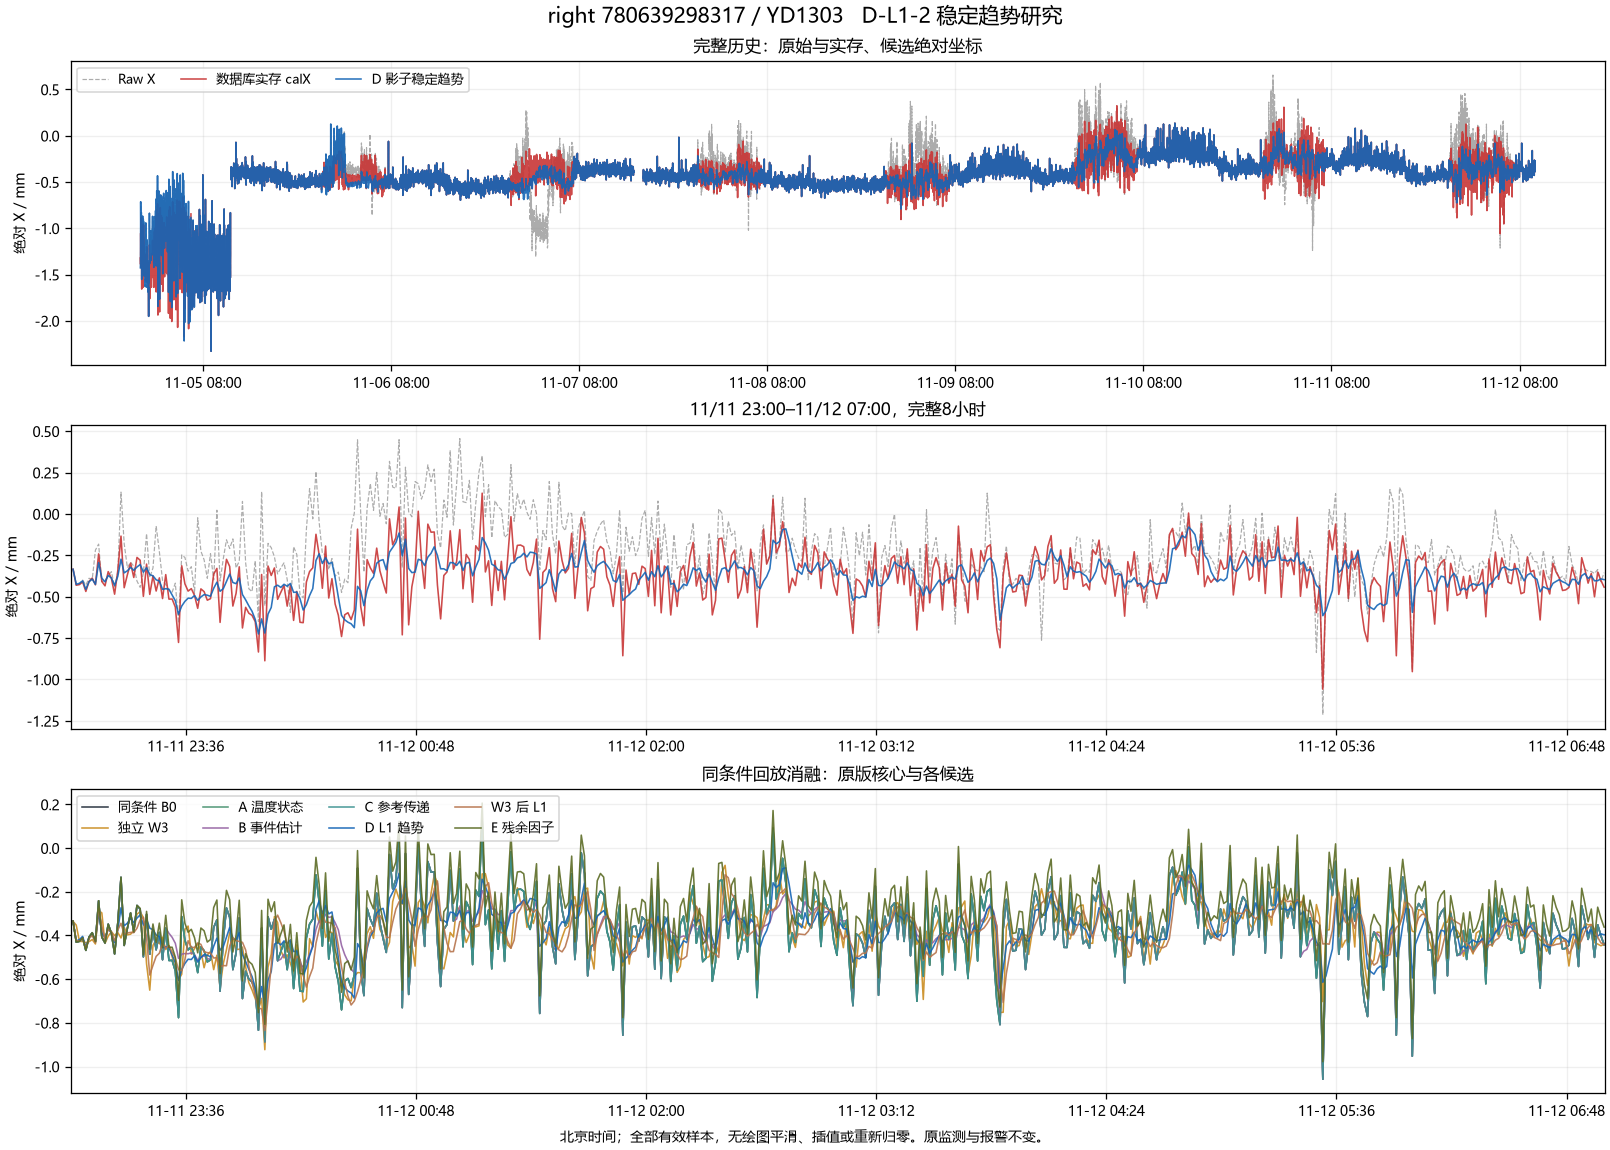 right 780639298317 / YD1303   D-L1-2 稳定趋势研究
完整历史：原始与实存、候选绝对坐标
Raw X
数据库实存 calX
D 影子稳定趋势
绝对 X / mm
0.5
0.0
-0.5
-1.0
-1.5
-2.0
11-05 08:00
11-06 08:00
11-07 08:00
11-08 08:00
11-09 08:00
11-10 08:00
11-11 08:00
11-12 08:00
11/11 23:00–11/12 07:00，完整8小时
绝对 X / mm
0.50
0.25
0.00
-0.25
-0.50
-0.75
-1.00
-1.25
11-11 23:36
11-12 00:48
11-12 02:00
11-12 03:12
11-12 04:24
11-12 05:36
11-12 06:48
同条件回放消融：原版核心与各候选
同条件 B0
A 温度状态
C 参考传递
W3 后 L1
独立 W3
B 事件估计
D L1 趋势
E 残余因子
绝对 X / mm
0.2
0.0
-0.2
-0.4
-0.6
-0.8
-1.0
11-11 23:36
11-12 00:48
11-12 02:00
11-12 03:12
11-12 04:24
11-12 05:36
11-12 06:48
北京时间；全部有效样本，无绘图平滑、插值或重新归零。原监测与报警不变。